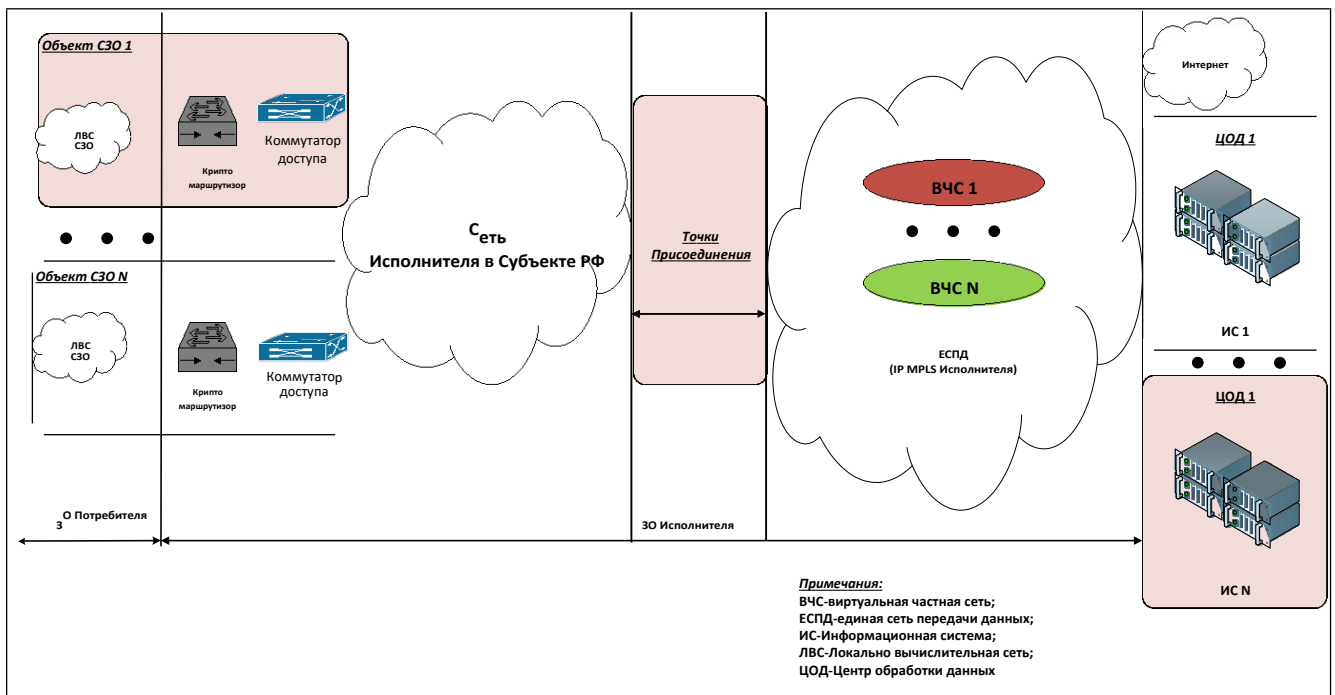 Объект СЗО 1
ЛВС
СЗО
Крипто
маршрутизор
Коммутатор
доступа
Объект СЗО N
ЛВС
СЗО
Крипто
маршрутизор
Коммутатор
доступа
Сеть
Исполнителя в Субъекте РФ
Точки
Присоединения
ВЧС 1
ВЧС N
ЕСПД
(IP MPLS Исполнителя)
Интернет
ЦОД 1
ИС 1
ЦОД 1
ИС N
ЗО Потребителя
ЗО Исполнителя
Примечания:
ВЧС-виртуальная частная сеть;
ЕСПД-единая сеть передачи данных;
ИС-Информационная система;
ЛВС-Локально вычислительная сеть;
ЦОД-Центр обработки данных